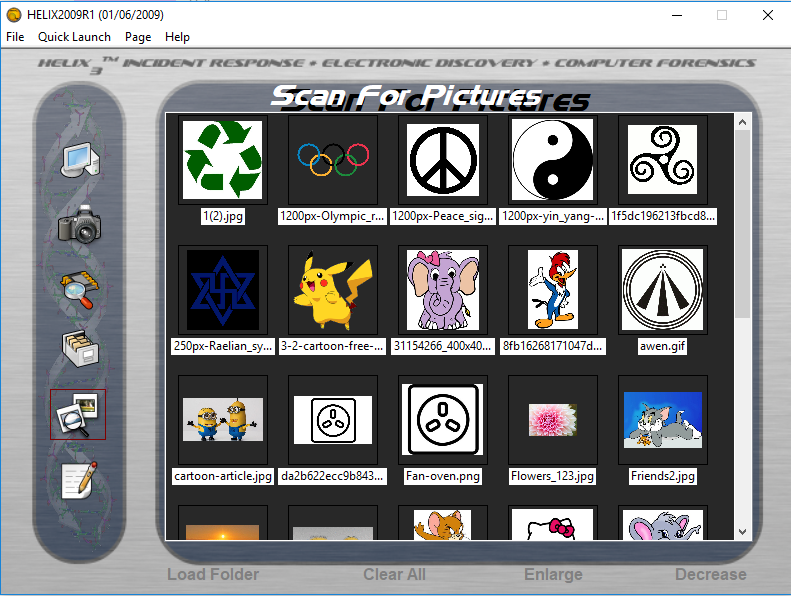 HELIX2009R1 (01/06/2009)
File Quick Launch Page Help
HELIX 3™ INCIDENT RESPONSE • ELECTRONIC DISCOVERY • COMPUTER FORENSICS
Scan For Pictures
1(2).jpg 1200px-Olympic_r... 1200px-Peace_sig... 1200px-yin_yang-... 1f5dc196213fbcd8...
250px-Raelian_sy... 3-2-cartoon-free-... 31154266_400x40... 8fb16268171047d... awen.gif
cartoon-article.jpg da2b622ecc9b843... Fan-oven.png Flowers_123.jpg Friends2.jpg
Load Folder Clear All Enlarge Decrease